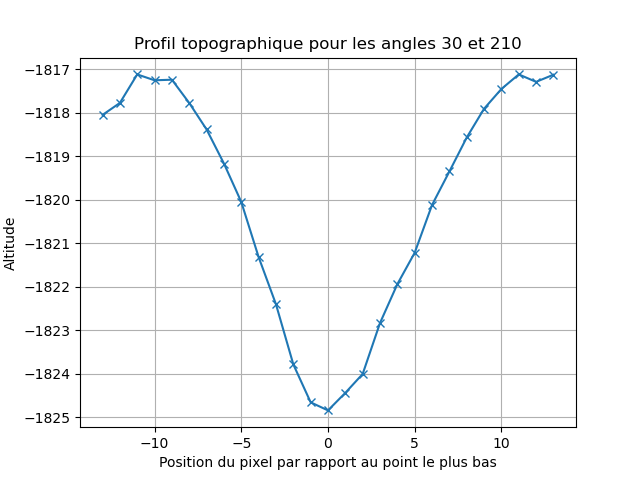 Profil topographique pour les angles 30 et 210
−1817
−1818
−1819
−1820
−1821
−1822
−1823
−1824
−1825
Altitude
−10 −5 0 5 10
Position du pixel par rapport au point le plus bas